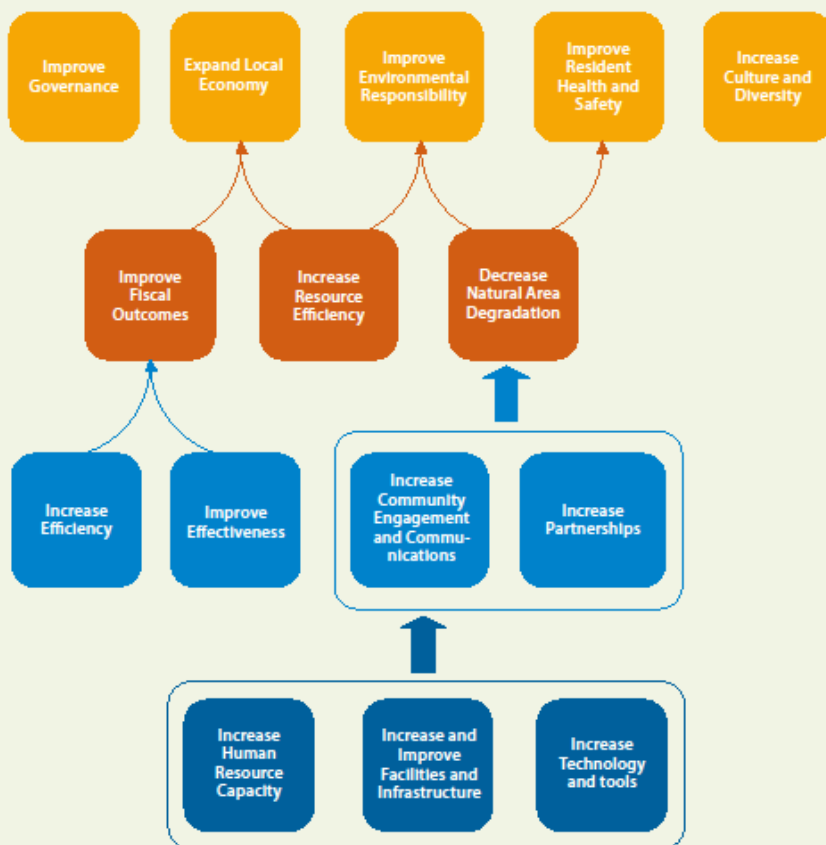 Improve
Governance
Expand Local
Economy
Improve
Environmental
Responsibility
Improve
Resident
Health and
Safety
Increase
Culture and
Diversity
Improve
Fiscal
Outcomes
Increase
Resource
Efficiency
Decrease
Natural Area
Degradation
Increase
Efficiency
Improve
Effectiveness
Increase
Community
Engagement
and Commu-
nications
Increase
Partnerships
Increase
Human
Resource
Capacity
Increase and
Improve
Facilities and
Infrastructure
Increase
Technology
and tools